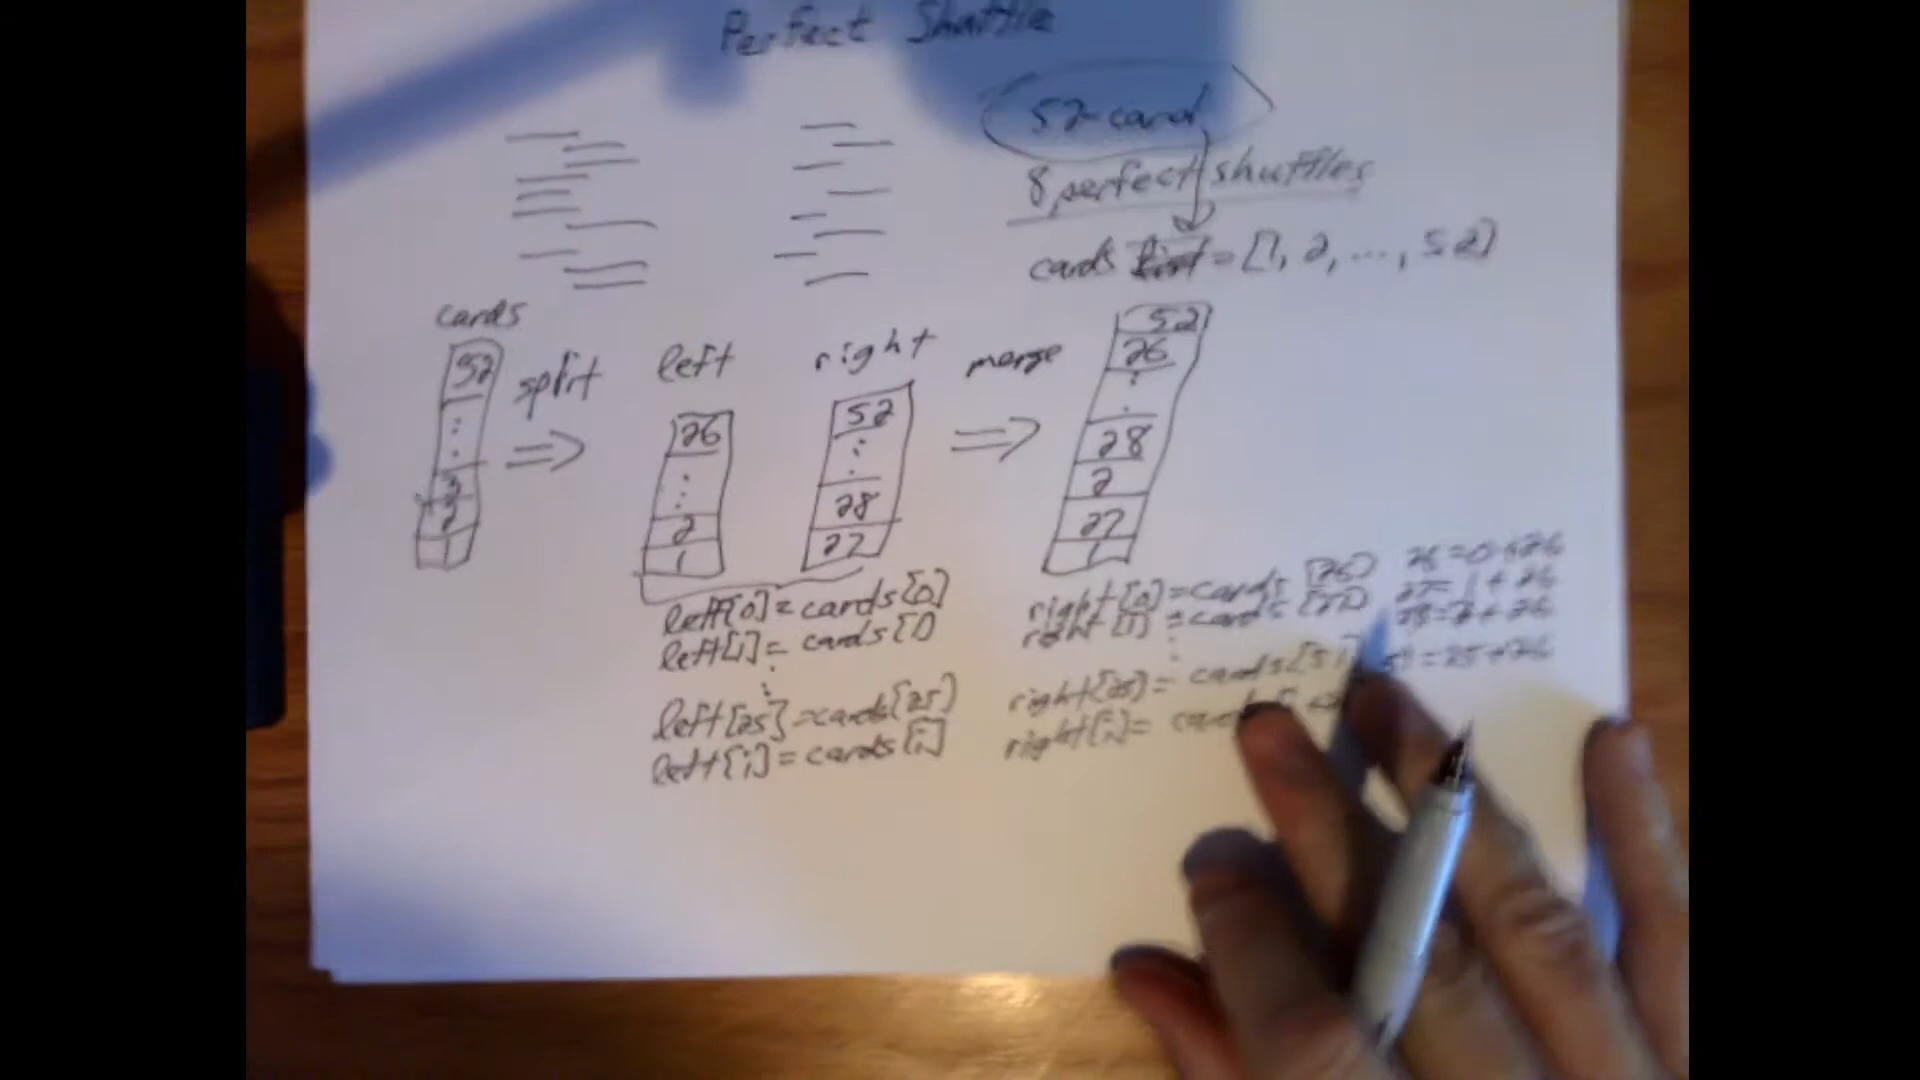 Perfect Shuffle
52-card
8 perfect shuffles
cards = [1, 2, ..., 52]
cards
52
:
.
3
2
1
split
⇒
left
26
:
:
2
1
right
52
:
.
28
27
merge
⇒
52
26
:
.
28
2
27
1
left[0] = cards[0]
left[1] = cards[1]
:
left[25] = cards[25]
left[i] = cards[i]
right[0] = cards[26] 26 = 0+26
right[1] = cards[27] 27 = 1+26
28 = 2+26
:
right[25] = cards[51] 51 = 25+26
right[i] =